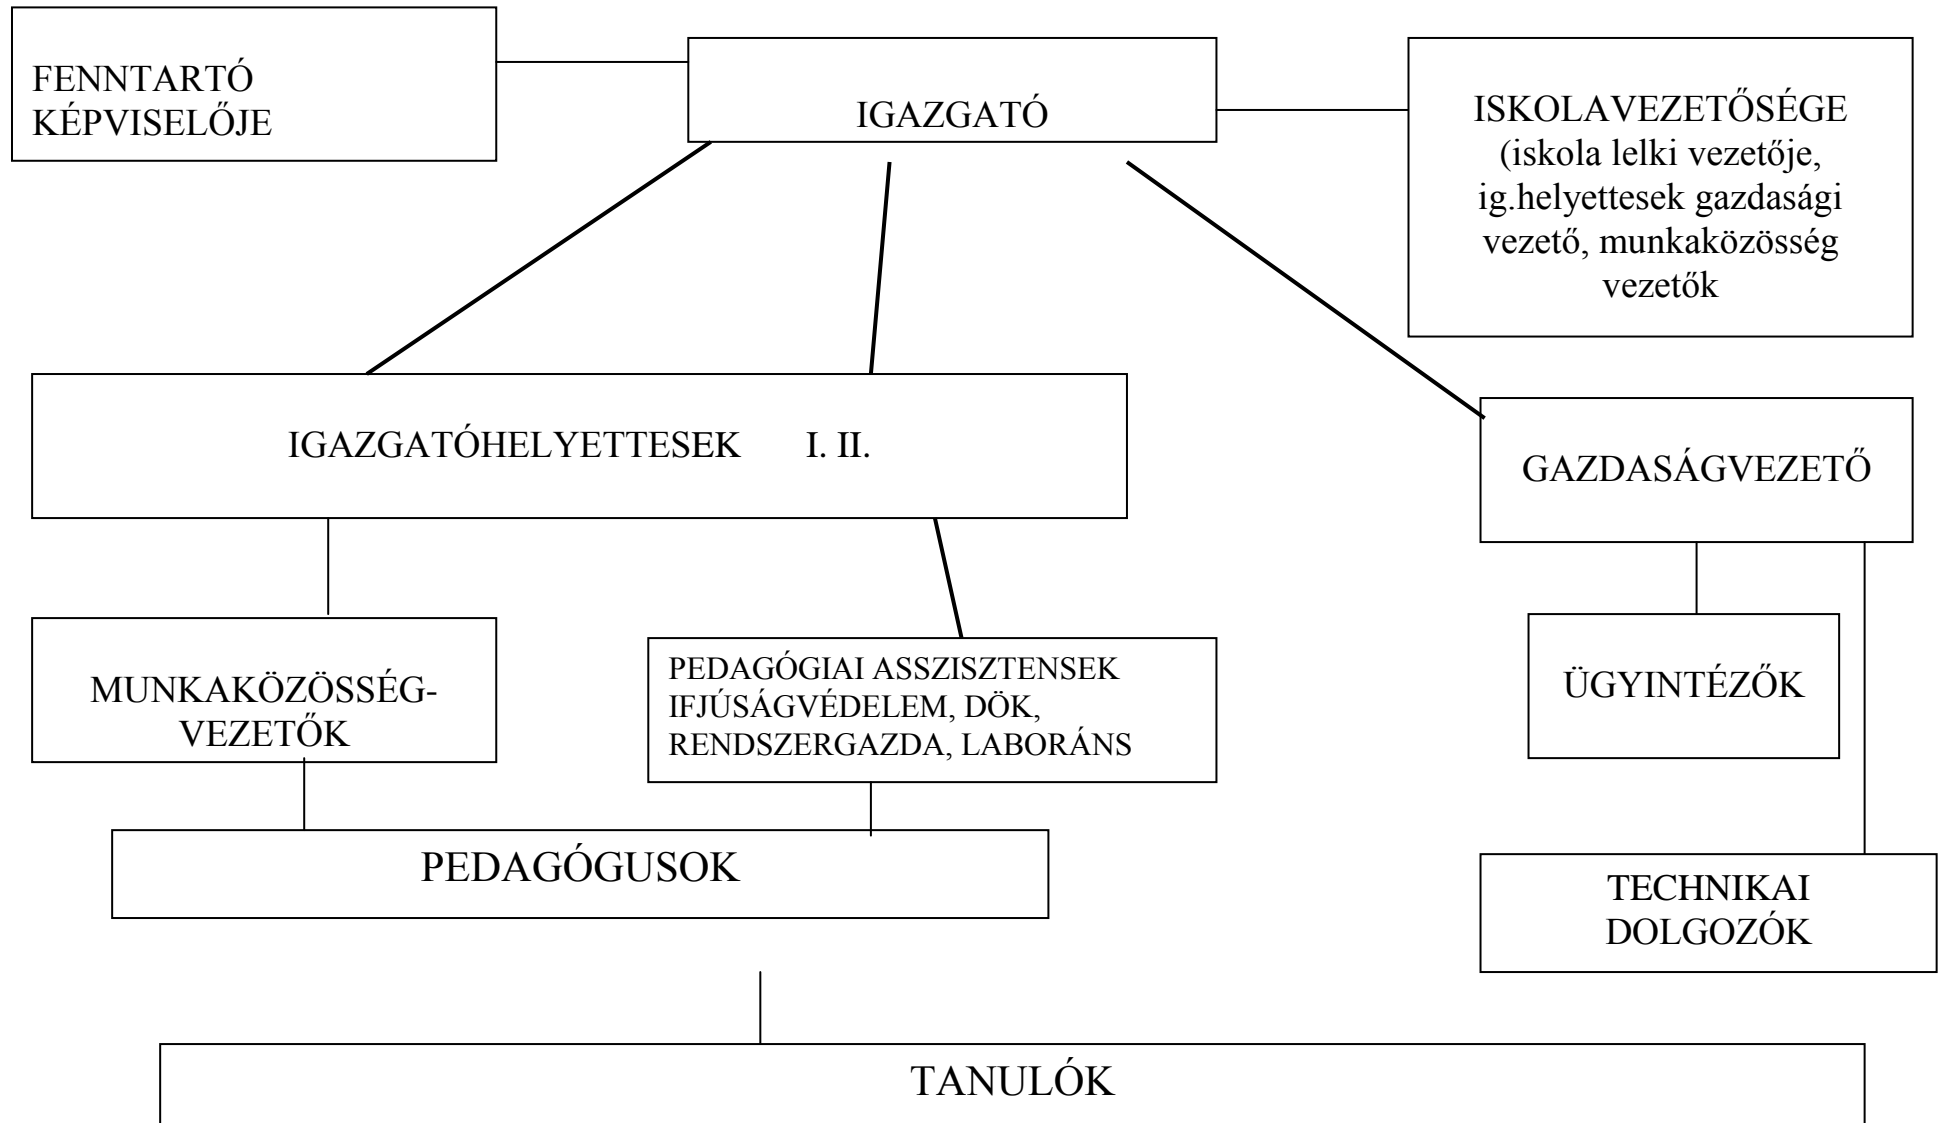 FENNTARTÓ
KÉPVISELŐJE
IGAZGATÓ
ISKOLAVEZETŐSÉGE
(iskola lelki vezetője,
ig.helyettesek gazdasági
vezető, munkaközösség
vezetők
IGAZGATÓHELYETTESEK I. II.
GAZDASÁGVEZETŐ
MUNKAKÖZÖSSÉG-
VEZETŐK
PEDAGÓGIAI ASSZISZTENSEK
IFJÚSÁGVÉDELEM, DÖK,
RENDSZERGAZDA, LABORÁNS
ÜGYINTÉZŐK
PEDAGÓGUSOK
TECHNIKAI
DOLGOZÓK
TANULÓK